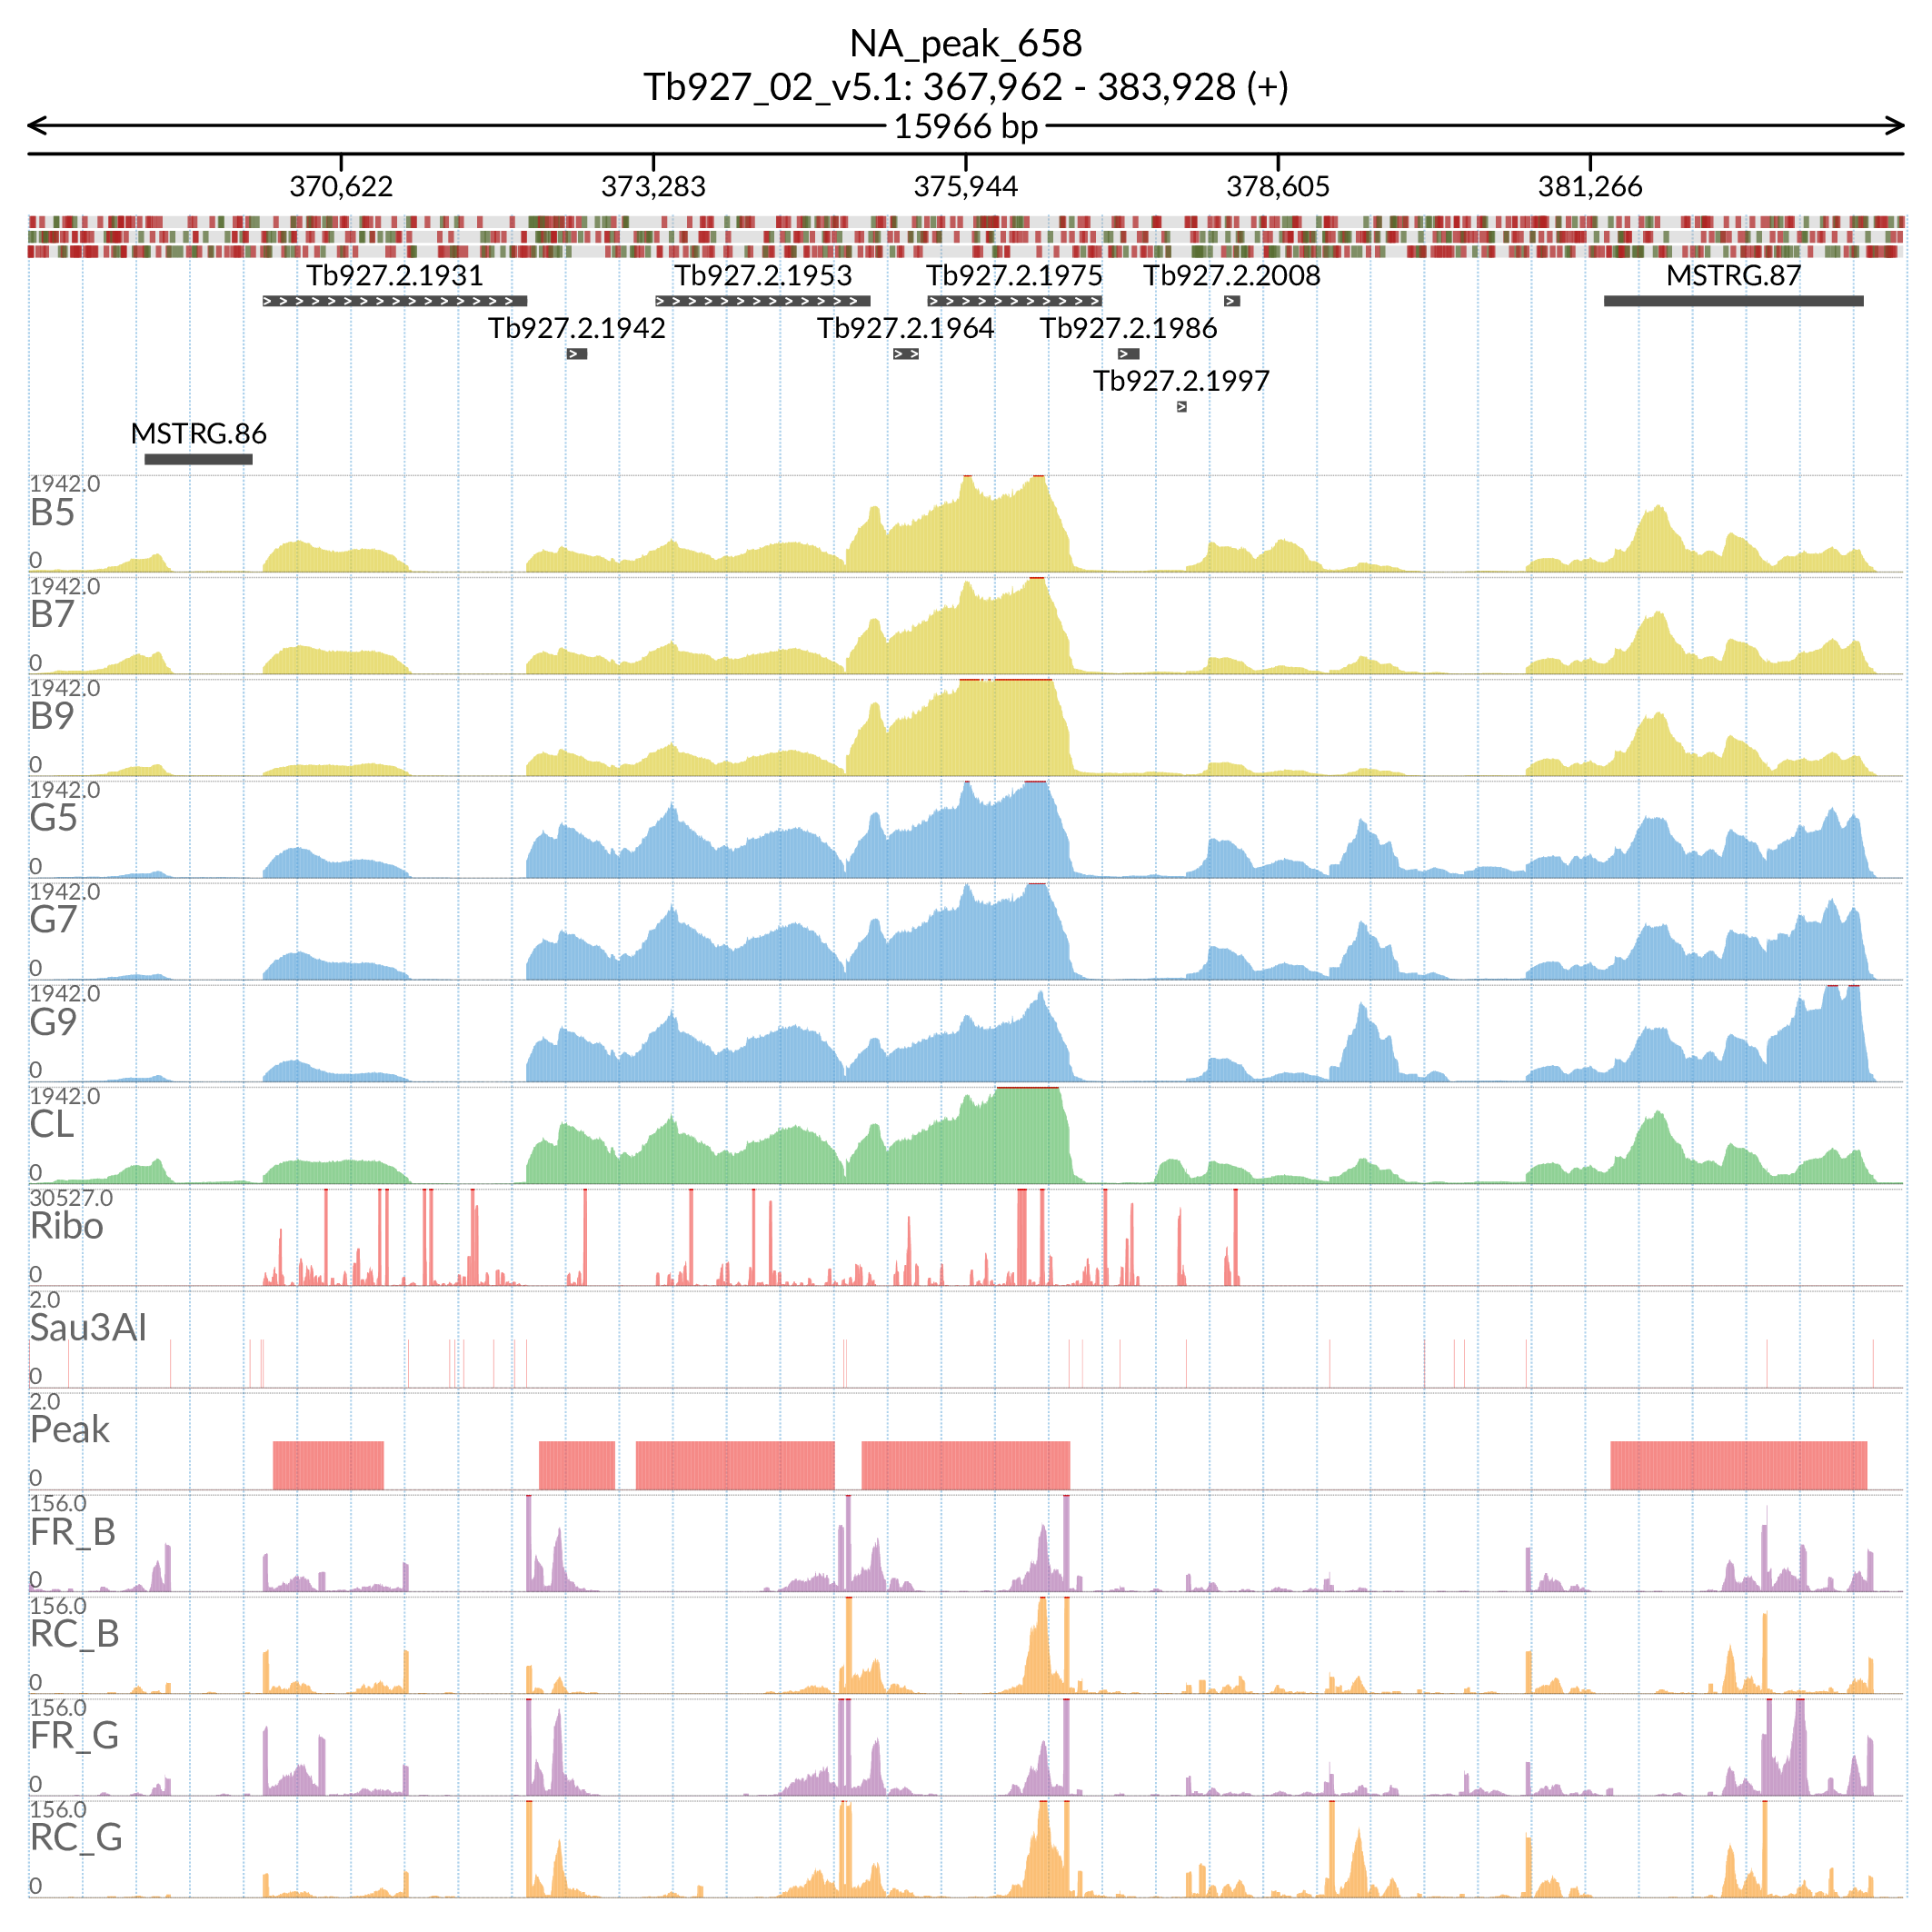 NA_peak_658
Tb927_02_v5.1: 367,962 - 383,928 (+)
15966 bp
370,622 373,283 375,944 378,605 381,266
Tb927.2.1931 Tb927.2.1953 Tb927.2.1975 Tb927.2.2008 MSTRG.87
Tb927.2.1942 Tb927.2.1964 Tb927.2.1986
Tb927.2.1997
MSTRG.86
1942.0
B5
0
1942.0
B7
0
1942.0
B9
0
1942.0
G5
0
1942.0
G7
0
1942.0
G9
0
1942.0
CL
0
30527.0
Ribo
0
2.0
Sau3AI
0
2.0
Peak
0
156.0
FR_B
0
156.0
RC_B
0
156.0
FR_G
0
156.0
RC_G
0